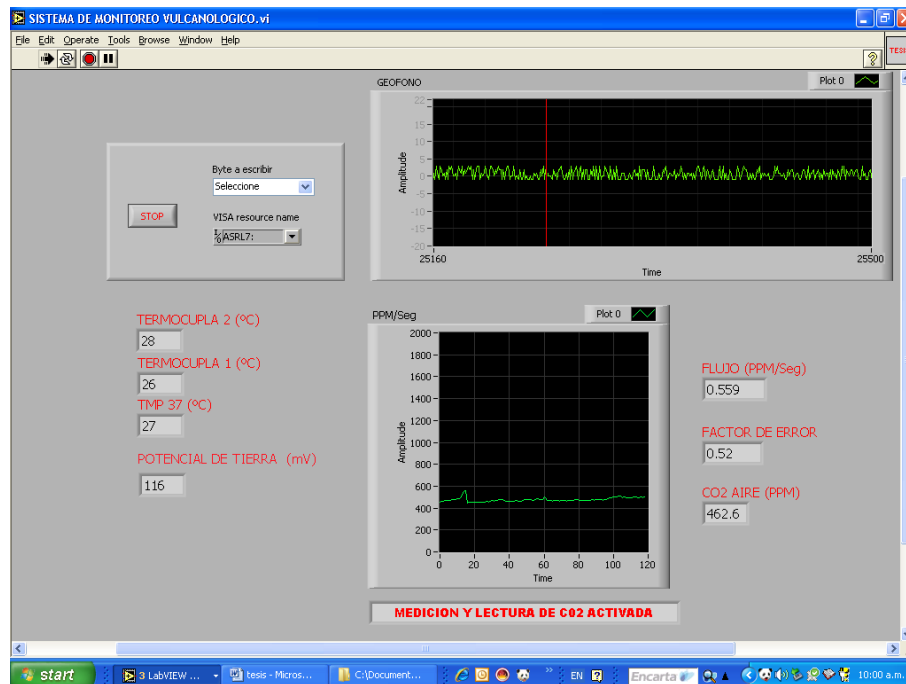 SISTEMA DE MONITOREO VULCANOLOGICO.vi
File Edit Operate Tools Browse Window Help
TESI
GEOFONO
Plot 0
22
15
10
5
0
-5
-10
-15
-20
Amplitude
25160
25500
Time
Byte a escribir
Seleccione
STOP
VISA resource name
ASRL7:
TERMOCUPLA 2 (ºC)
28
TERMOCUPLA 1 (ºC)
26
TMP 37 (ºC)
27
POTENCIAL DE TIERRA (mV)
116
PPM/Seg
Plot 0
2000
1800
1600
1400
1200
1000
800
600
400
200
0
Amplitude
0 20 40 60 80 100 120
Time
FLUJO (PPM/Seg)
0.559
FACTOR DE ERROR
0.52
CO2 AIRE (PPM)
462.6
MEDICION Y LECTURA DE C02 ACTIVADA
start
3 LabVIEW ...
tesis - Micros...
C:\Document...
EN
Encarta
10:00 a.m.